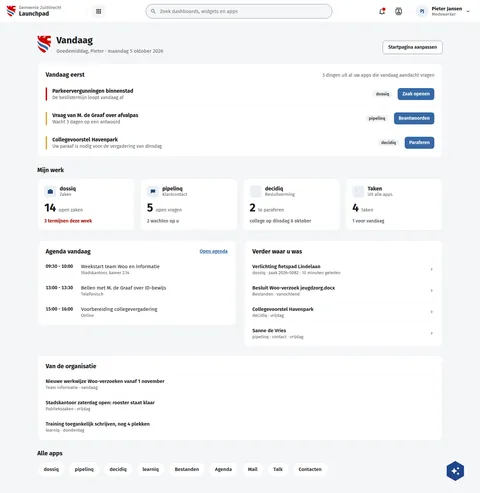 Gemeente Zuiddrecht
Launchpad
Zoek dashboards, widgets en apps
PJ
Pieter Jansen
Medewerker
Vandaag
Goedemiddag, Pieter · maandag 5 oktober 2026
Startpagina aanpassen
Vandaag eerst
3 dingen uit al uw apps die vandaag aandacht vragen
Parkeervergunningen binnenstad
De beslistermijn loopt vandaag af
dossiq
Zaak openen
Vraag van M. de Graaf over afvalpas
Wacht 3 dagen op een antwoord
pipelinq
Beantwoorden
Collegevoorstel Havenpark
Uw paraaf is nodig voor de vergadering van dinsdag
decidiq
Paraferen
Mijn werk
dossiq
Zaken
14 open zaken
3 termijnen deze week
pipelinq
Klantcontact
5 open vragen
2 wachten op u
decidiq
Besluitvorming
2 te paraferen
college op dinsdag 6 oktober
Taken
Uit alle apps
4 taken
1 voor vandaag
Agenda vandaag
Open agenda
09:30 - 10:00
Weekstart team Woo en informatie
Stadskantoor, kamer 2.14
13:00 - 13:30
Bellen met M. de Graaf over ID-bewijs
Telefonisch
15:00 - 16:00
Voorbereiding collegevergadering
Online
Verder waar u was
Verlichting fietspad Lindelaan
dossiq · zaak 2026-0082 · 14 minuten geleden
Besluit Woo-verzoek jeugdzorg.docx
Bestanden · vanochtend
Collegevoorstel Havenpark
decidiq · vrijdag
Sanne de Vries
pipelinq · contact · vrijdag
Van de organisatie
Nieuwe werkwijze Woo-verzoeken vanaf 1 november
Team informatie · vandaag
Stadskantoor zaterdag open: rooster staat klaar
Publiekszaken · vrijdag
Training toegankelijk schrijven, nog 4 plekken
learniq · donderdag
Alle apps
dossiq
pipelinq
decidiq
learniq
Bestanden
Agenda
Mail
Talk
Contacten